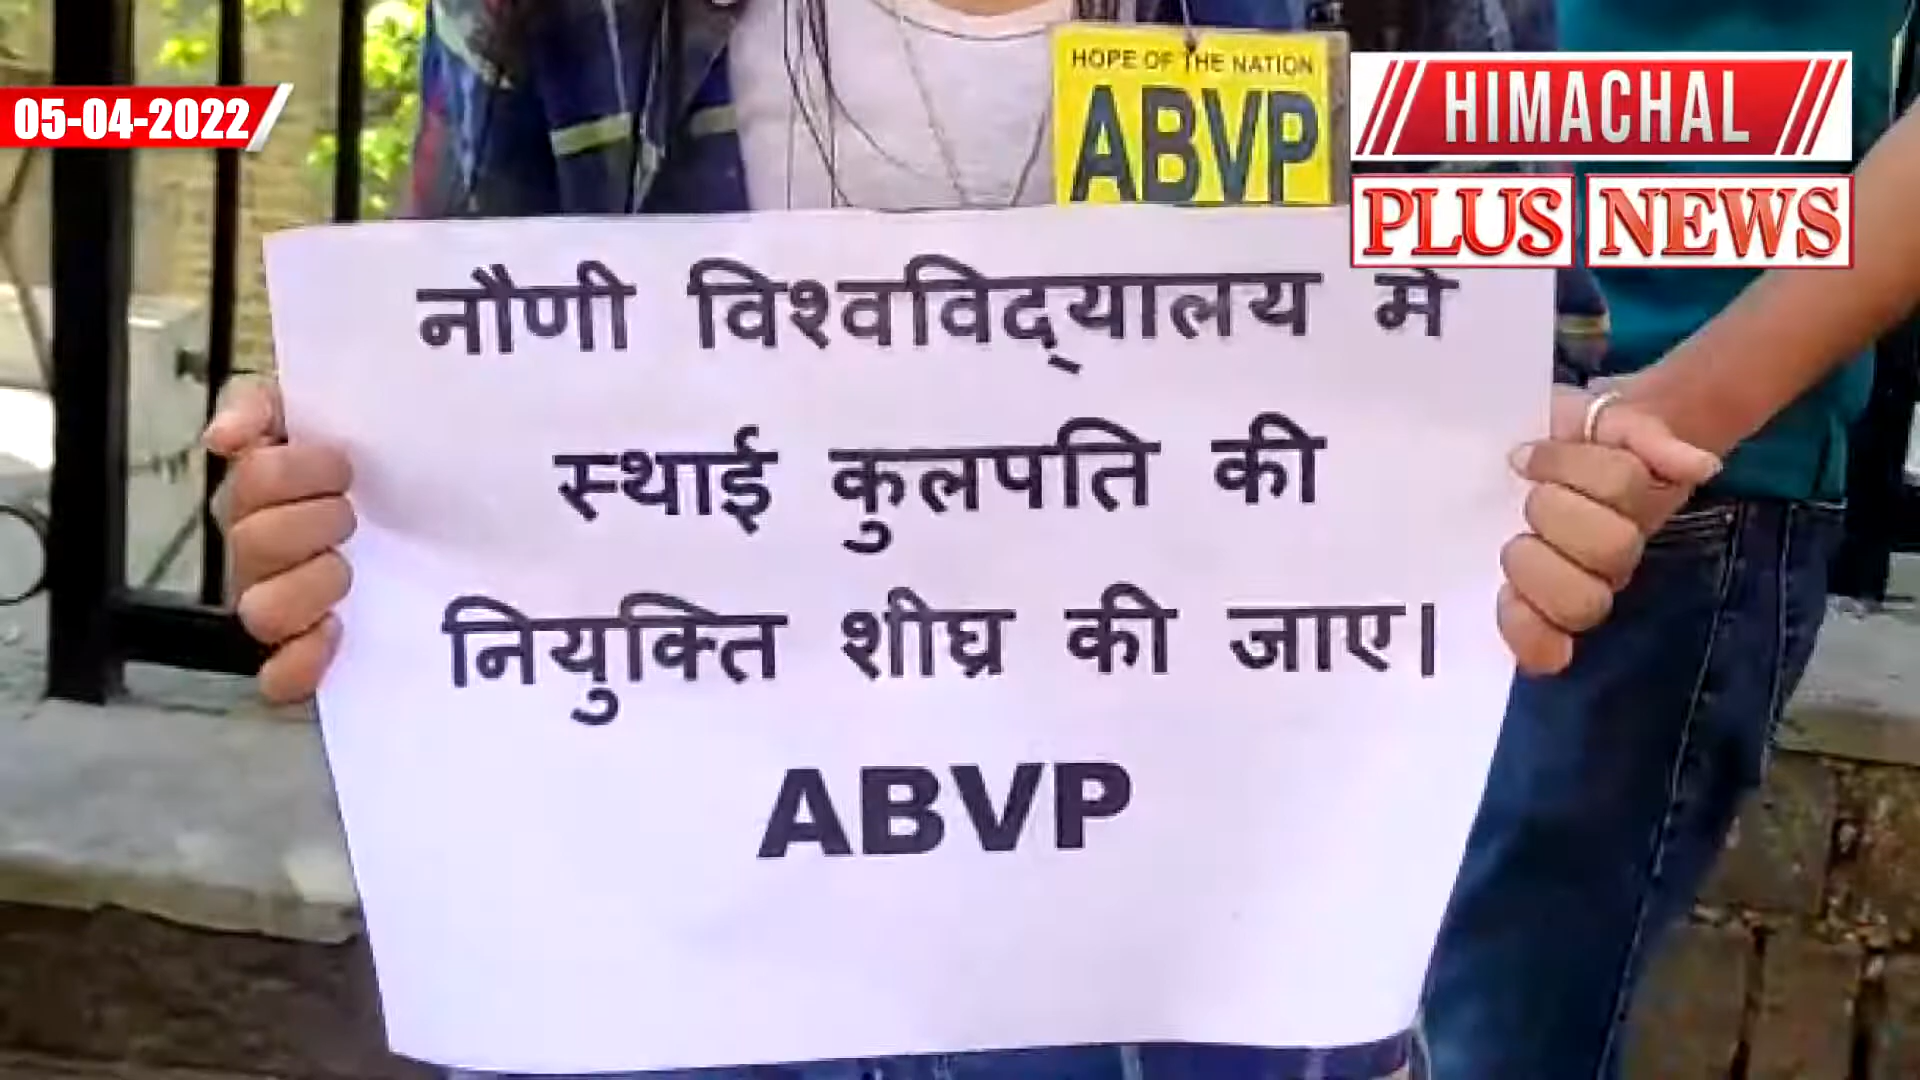 05-04-2022
HOPE OF THE NATION
ABVP
HIMACHAL
PLUS NEWS
नौणी विश्वविद्यालय मे
स्थाई कुलपति की
नियुक्ति शीघ्र की जाए।
ABVP